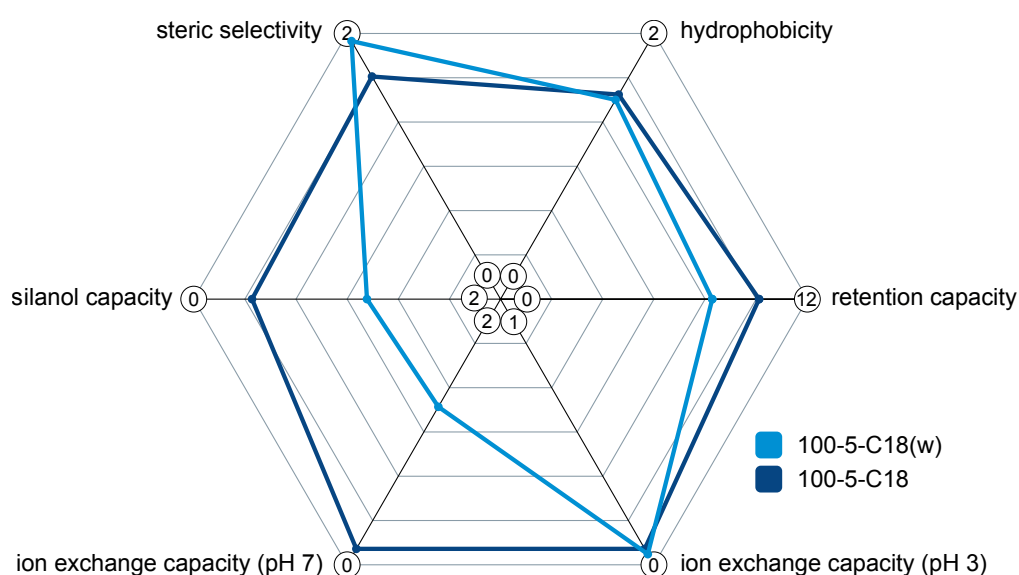 steric selectivity 2
2 hydrophobicity
0 0
silanol capacity 0
2 0
12 retention capacity
2 1
100-5-C18(w)
100-5-C18
ion exchange capacity (pH 7) 0
0 ion exchange capacity (pH 3)